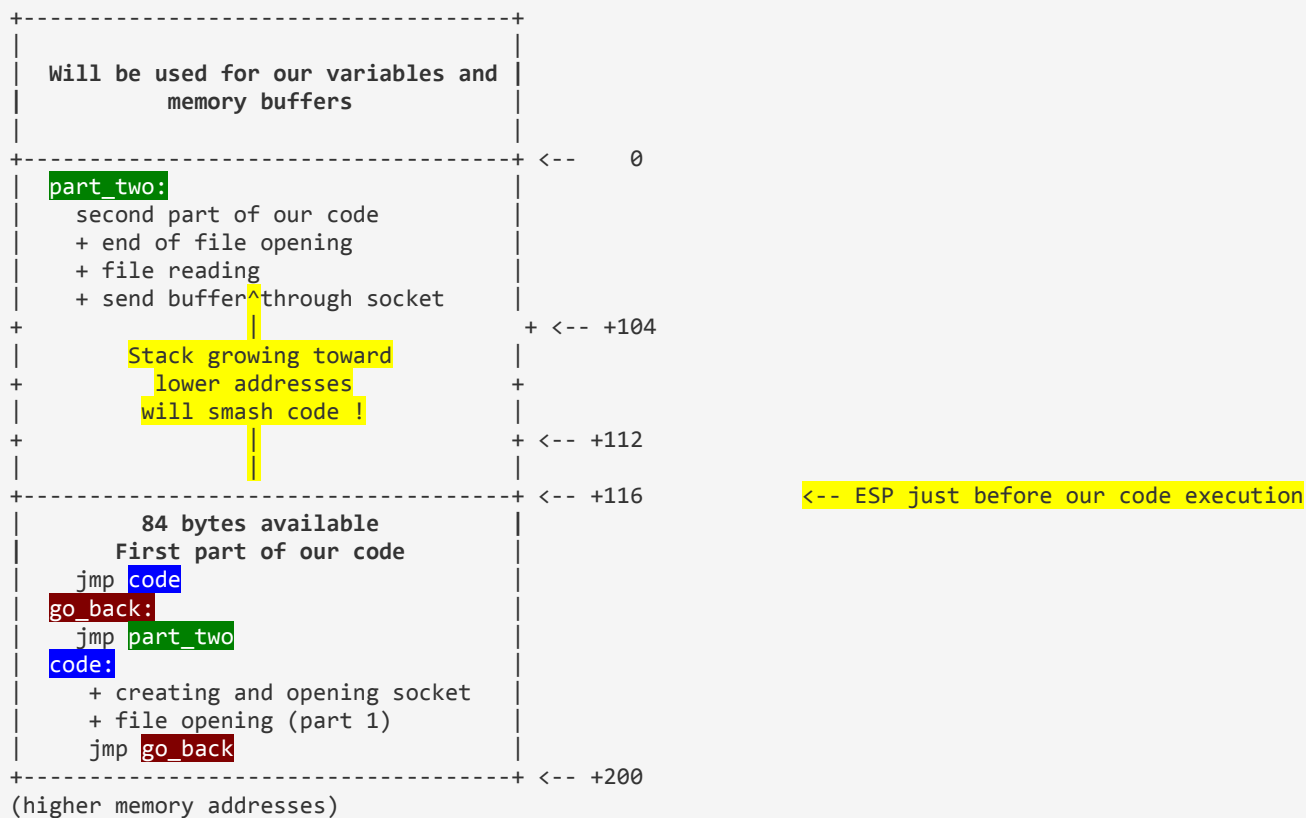 +------------------------------------+
|                                    |
|  Will be used for our variables and |
|           memory buffers            |
|                                    |
+------------------------------------+ <--    0
|  part_two:                         |
|    second part of our code         |
|    + end of file opening           |
|    + file reading                  |
|    + send buffer^through socket    |
+                 |                   + <-- +104
|        Stack growing toward        |
+          lower addresses           +
|         will smash code !          |
+                 |                  + <-- +112
|                 |                  |
+------------------------------------+ <-- +116            <-- ESP just before our code execution
|         84 bytes available         |
|       First part of our code       |
|    jmp code                        |
|  go_back:                          |
|    jmp part_two                    |
|  code:                             |
|     + creating and opening socket  |
|     + file opening (part 1)        |
|     jmp go_back                    |
+------------------------------------+ <-- +200
(higher memory addresses)